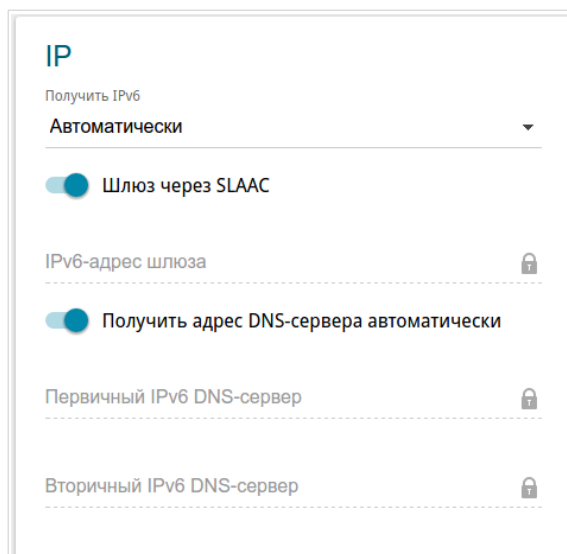 IP
Получить IPv6
Автоматически
Шлюз через SLAAC
IPv6-адрес шлюза
Получить адрес DNS-сервера автоматически
Первичный IPv6 DNS-сервер
Вторичный IPv6 DNS-сервер